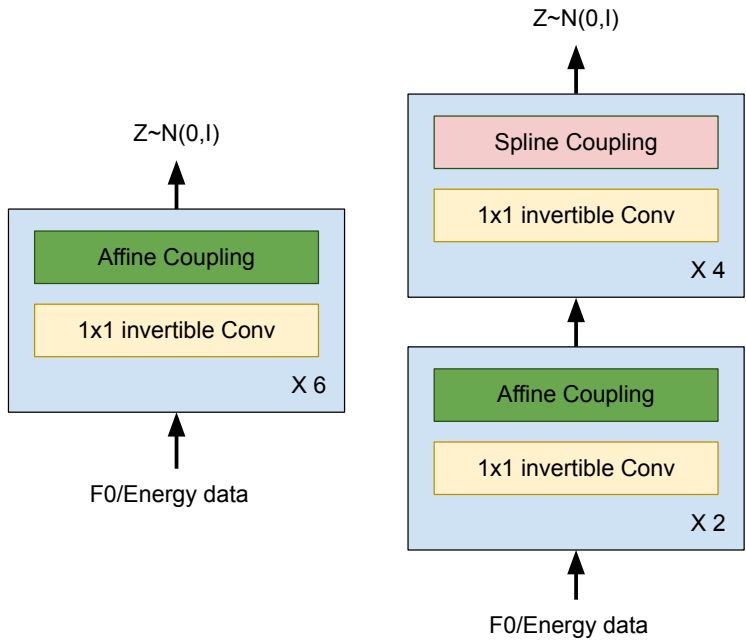 Z~N(0,I)
Affine Coupling
1x1 invertible Conv
X 6
F0/Energy data
Z~N(0,I)
Spline Coupling
1x1 invertible Conv
X 4
Affine Coupling
1x1 invertible Conv
X 2
F0/Energy data